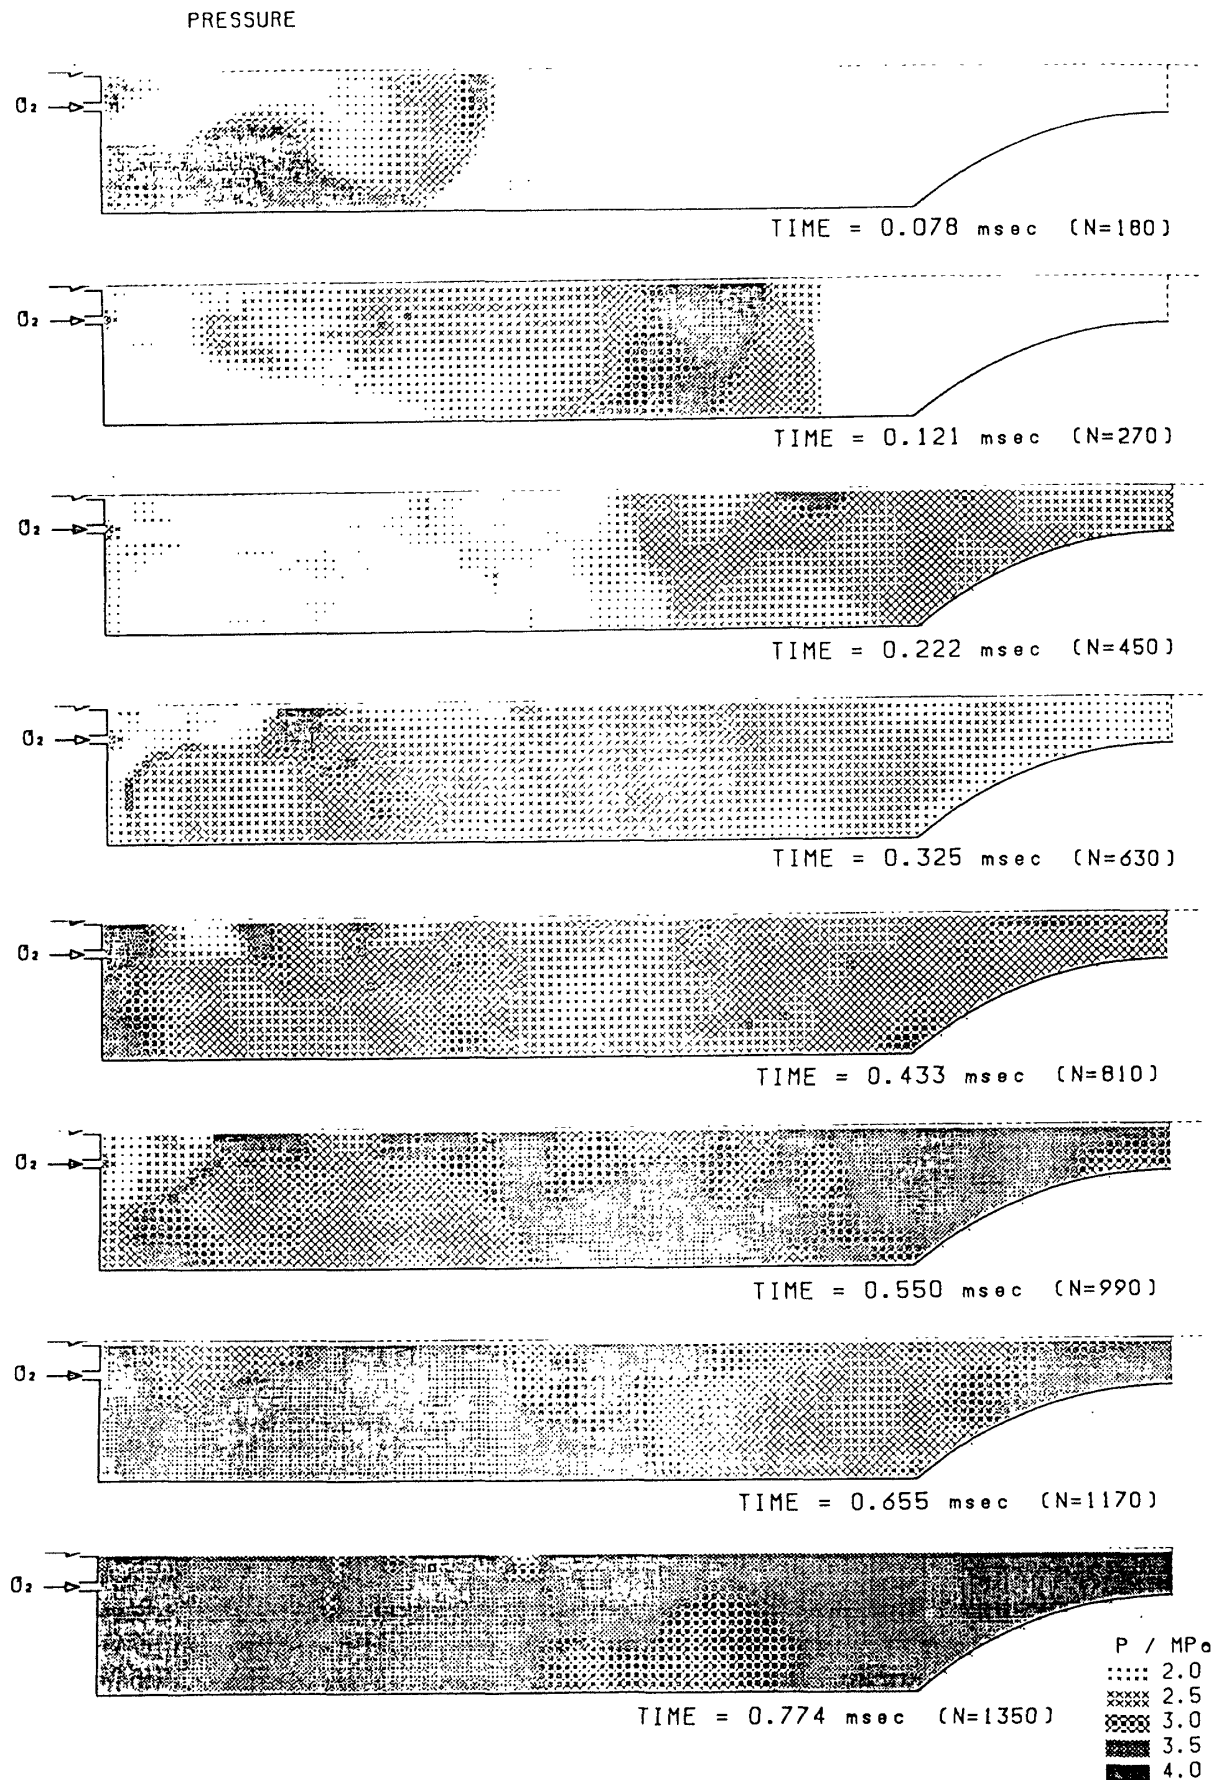 PRESSURE
O₂
TIME = 0.078 msec (N=180)
O₂
TIME = 0.121 msec (N=270)
O₂
TIME = 0.222 msec (N=450)
O₂
TIME = 0.325 msec (N=630)
O₂
TIME = 0.433 msec (N=810)
O₂
TIME = 0.550 msec (N=990)
O₂
TIME = 0.655 msec (N=1170)
O₂
TIME = 0.774 msec (N=1350)
P / MPa
2.0
2.5
3.0
3.5
4.0